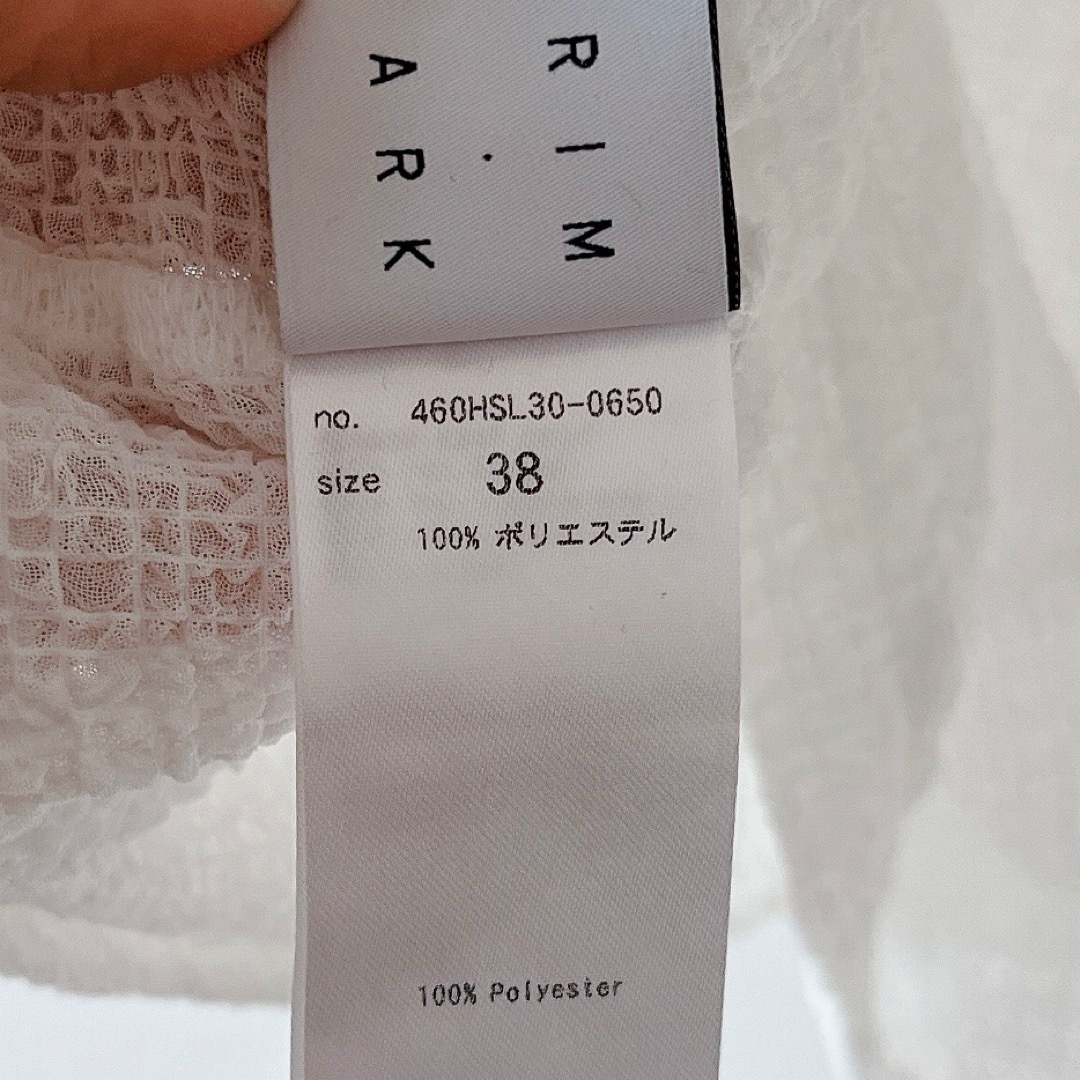 RIM
.
ARK
no. 460HSL30-0650
size 38
100% ポリエステル
100% Polyester